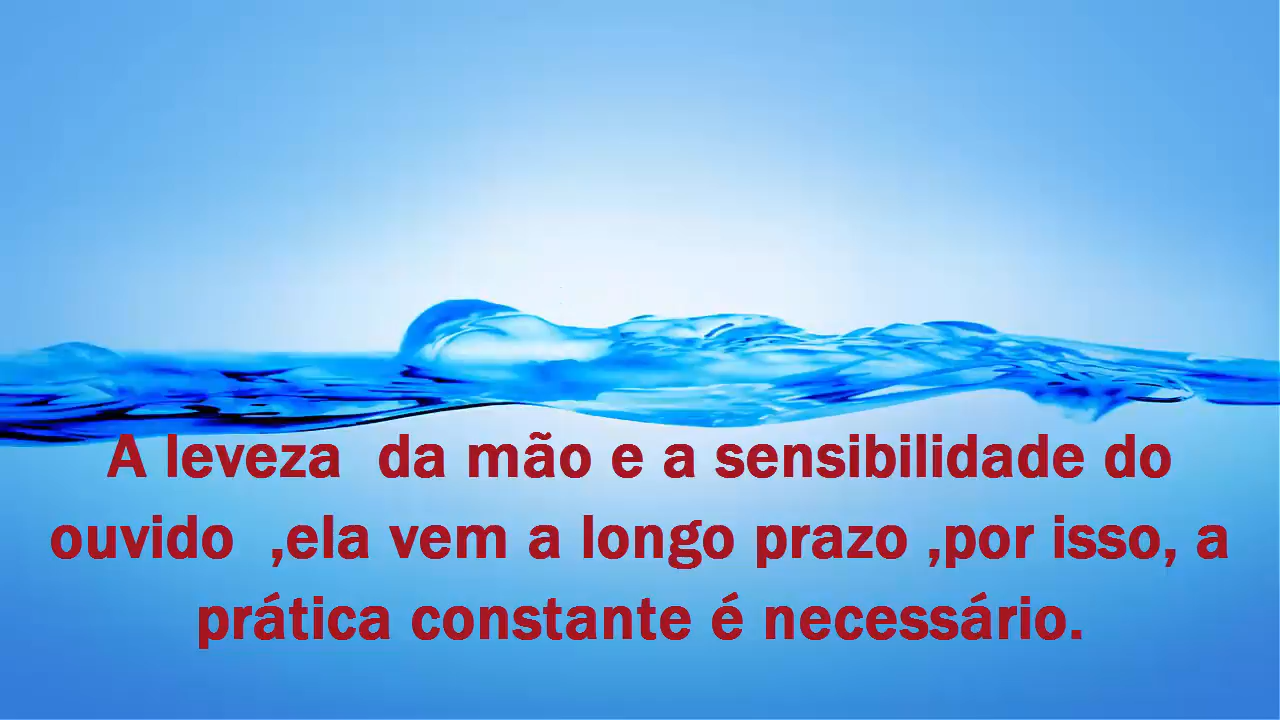 A leveza  da mão e a sensibilidade do
ouvido  ,ela vem a longo prazo ,por isso, a
prática constante é necessário.